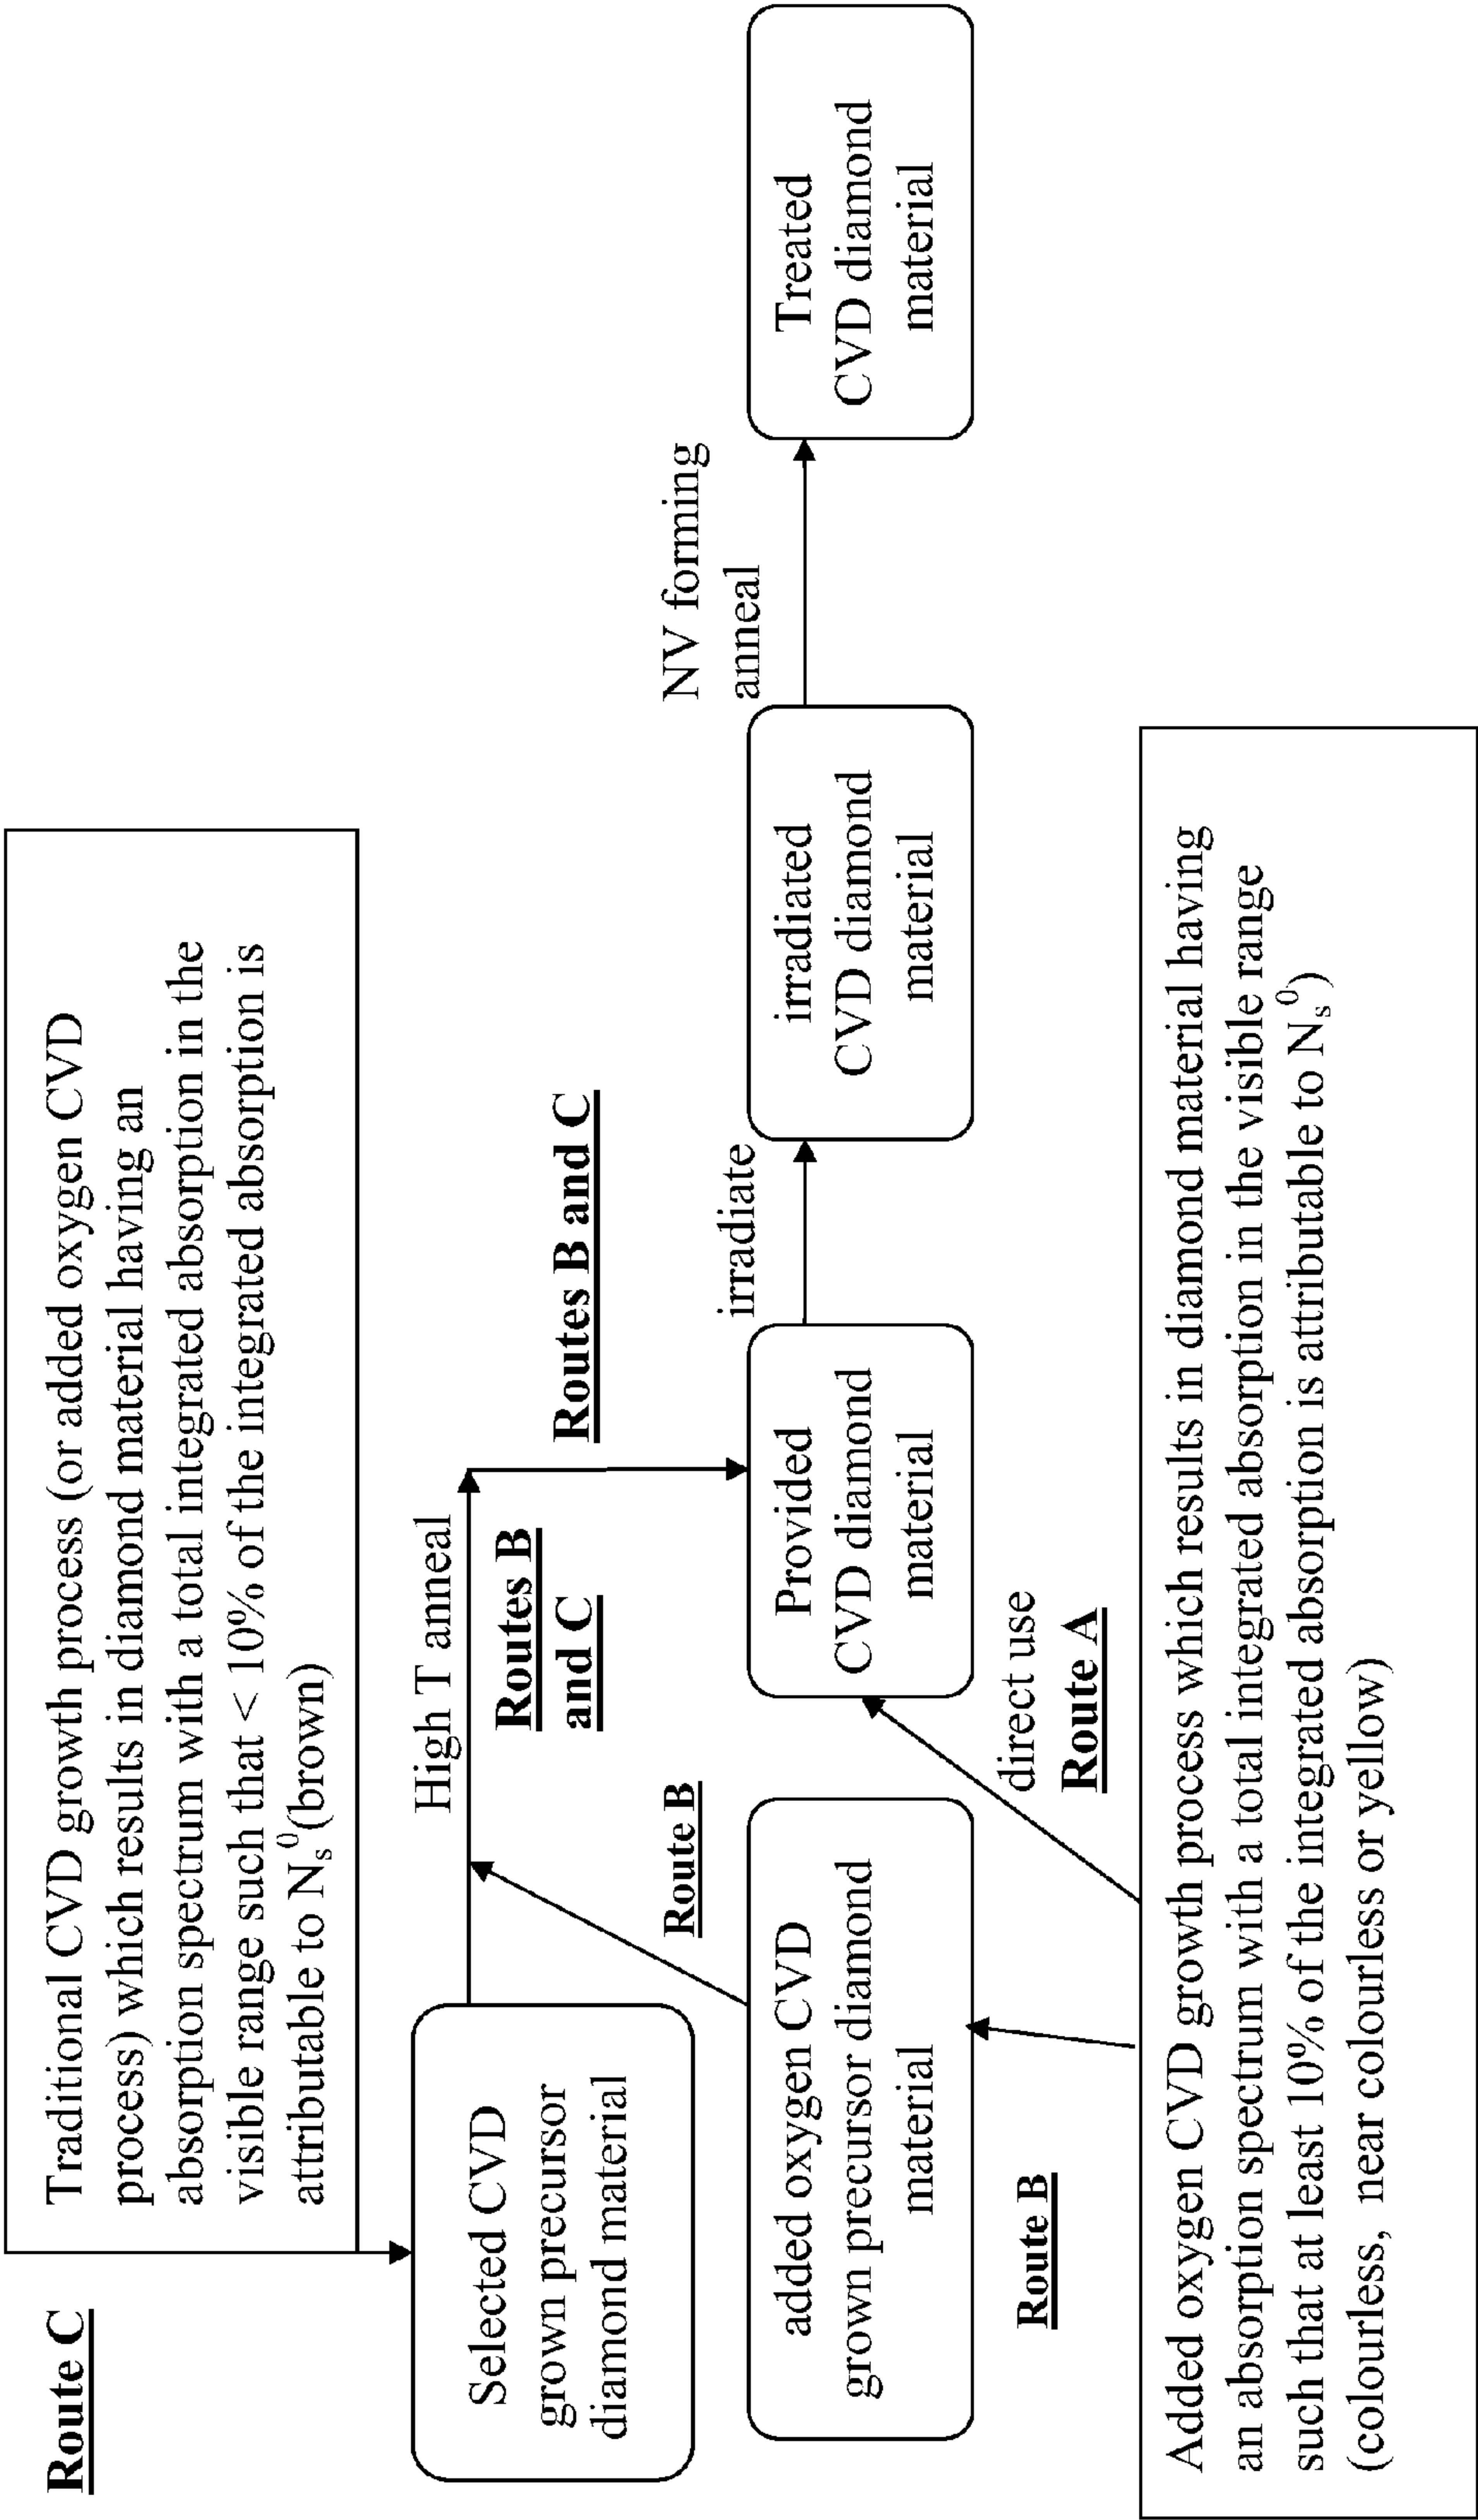 Route C
Traditional CVD growth process (or added oxygen CVD
process) which results in diamond material having an
absorption spectrum with a total integrated absorption in the
visible range such that < 10% of the integrated absorption is
attributable to Nₛ⁰(brown)
Selected CVD
grown precursor
diamond material
High T anneal
Routes B
and C
Routes B and C
Route B
added oxygen CVD
grown precursor diamond
material
Provided
CVD diamond
material
irradiate
irradiated
CVD diamond
material
NV forming
anneal
Treated
CVD diamond
material
Route B
direct use
Route A
Added oxygen CVD growth process which results in diamond material having
an absorption spectrum with a total integrated absorption in the visible range
such that at least 10% of the integrated absorption is attributable to Nₛ⁰)
(colourless, near colourless or yellow)